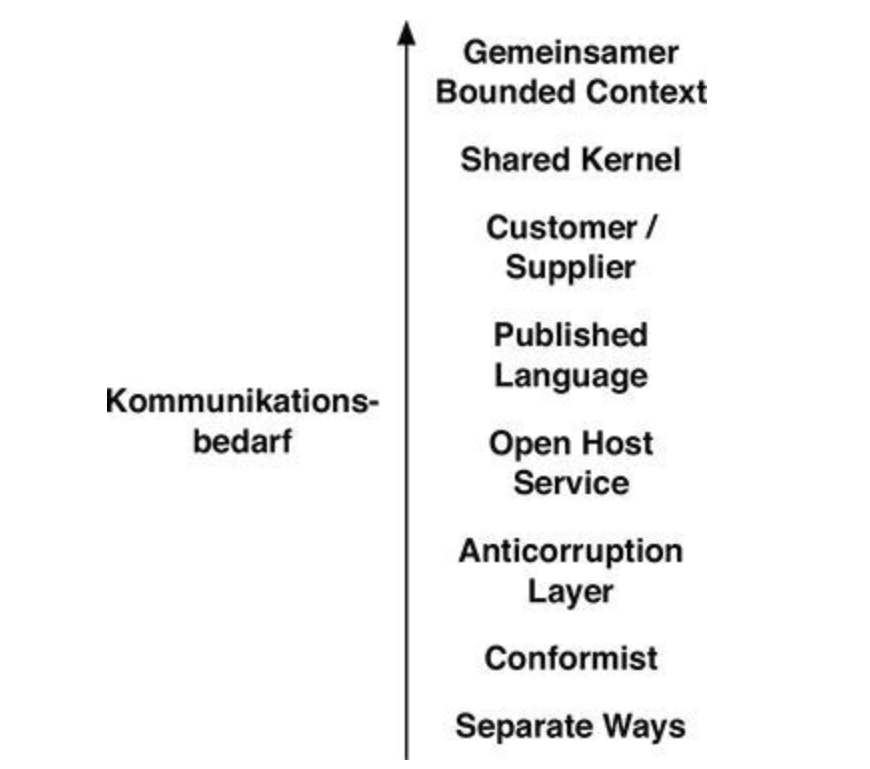 Gemeinsamer
Bounded Context
Shared Kernel
Customer /
Supplier
Published
Language
Kommunikations-
bedarf
Open Host
Service
Anticorruption
Layer
Conformist
Separate Ways